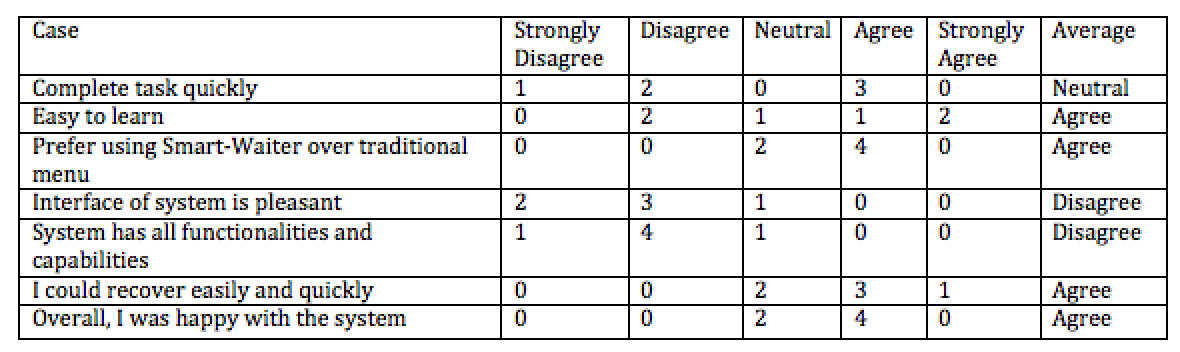 Case Strongly Disagree Disagree Neutral Agree Strongly Agree Average
Complete task quickly 1 2 0 3 0 Neutral
Easy to learn 0 2 1 1 2 Agree
Prefer using Smart-Waiter over traditional menu 0 0 2 4 0 Agree
Interface of system is pleasant 2 3 1 0 0 Disagree
System has all functionalities and capabilities 1 4 1 0 0 Disagree
I could recover easily and quickly 0 0 2 3 1 Agree
Overall, I was happy with the system 0 0 2 4 0 Agree